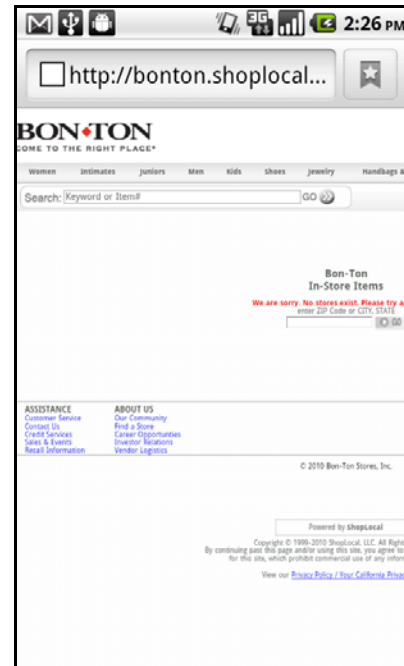 3G
2:26 PM
http://bonton.shoplocal...
BON•TON
COME TO THE RIGHT PLACE*
Women Intimates Juniors Men Kids Shoes Jewelry Handbags &
Search: Keyword or Item# GO
Bon-Ton
In-Store Items
We are sorry. No stores exist. Please try a
enter ZIP Code or CITY, STATE
GO
ASSISTANCE
Customer Service
Contact Us
Credit Services
Sales & Events
Recall Information
ABOUT US
Our Community
Find a Store
Career Opportunities
Investor Relations
Vendor Logistics
© 2010 Bon-Ton Stores, Inc.
Powered by ShopLocal
Copyright © 1999-2010 ShopLocal, LLC. All Right
By continuing past this page and/or using this site, you agree to
for this site, which prohibit commercial use of any inform
View our Privacy Policy / Your California Privac